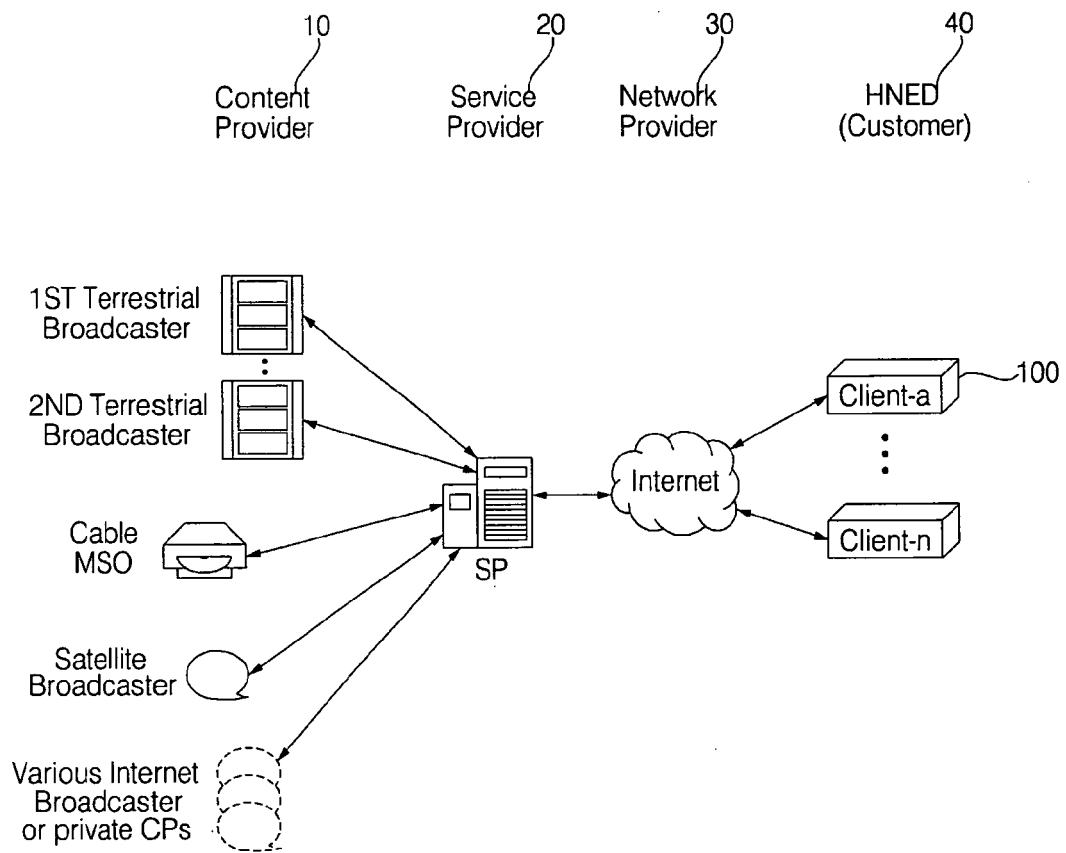 10
20
30
40
Content
Provider
Service
Provider
Network
Provider
HNED
(Customer)
1ST Terrestrial
Broadcaster
2ND Terrestrial
Broadcaster
Cable
MSO
Satellite
Broadcaster
Various Internet
Broadcaster
or private CPs
SP
Internet
Client-a
100
Client-n